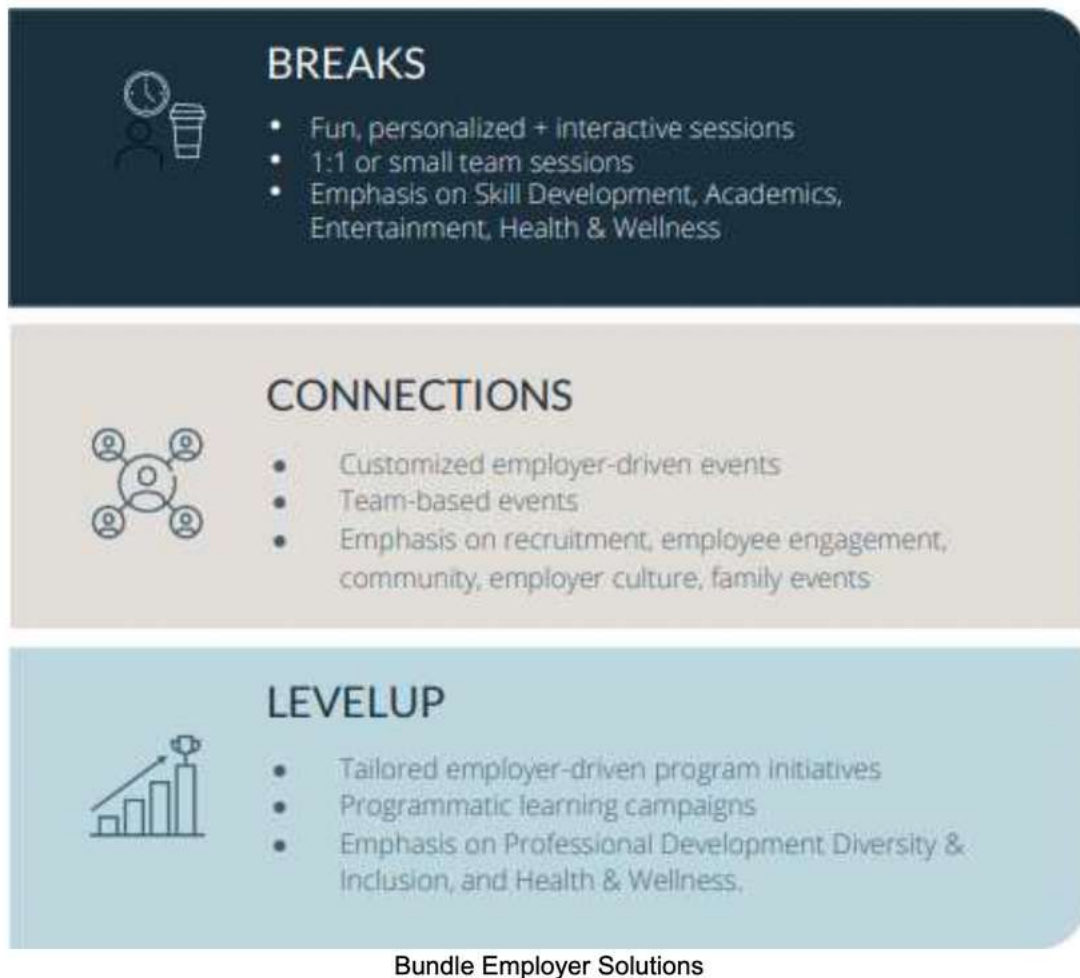 BREAKS
• Fun, personalized + interactive sessions
• 1:1 or small team sessions
• Emphasis on Skill Development, Academics,
Entertainment, Health & Wellness
CONNECTIONS
• Customized employer-driven events
• Team-based events
• Emphasis on recruitment, employee engagement,
community, employer culture, family events
LEVELUP
• Tailored employer-driven program initiatives
• Programmatic learning campaigns
• Emphasis on Professional Development Diversity &
Inclusion, and Health & Wellness.
Bundle Employer Solutions